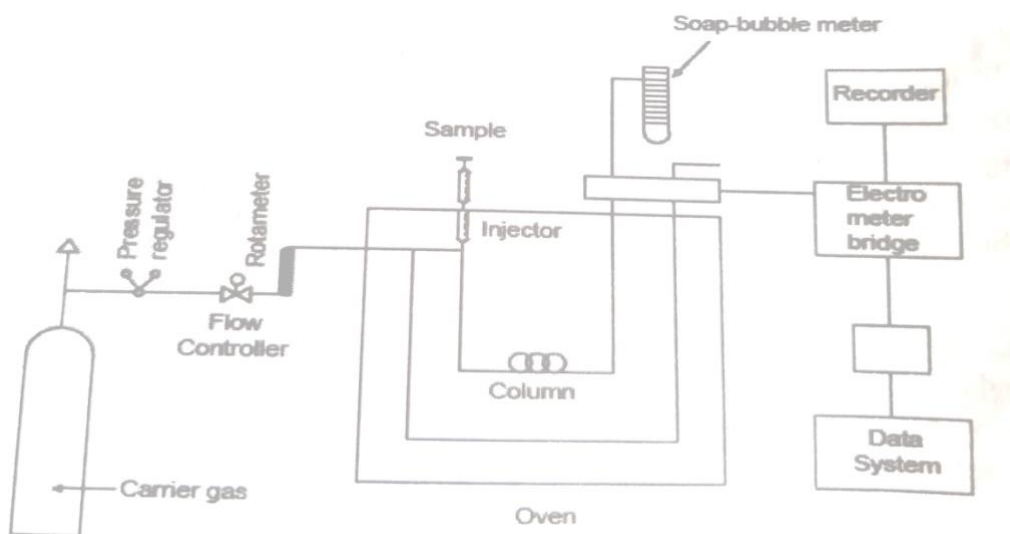 Soap-bubble meter
Recorder
Sample
Electro
meter
bridge
Pressure
regulator
Rotameter
Injector
Flow
Controller
Column
Data
System
Carrier gas
Oven